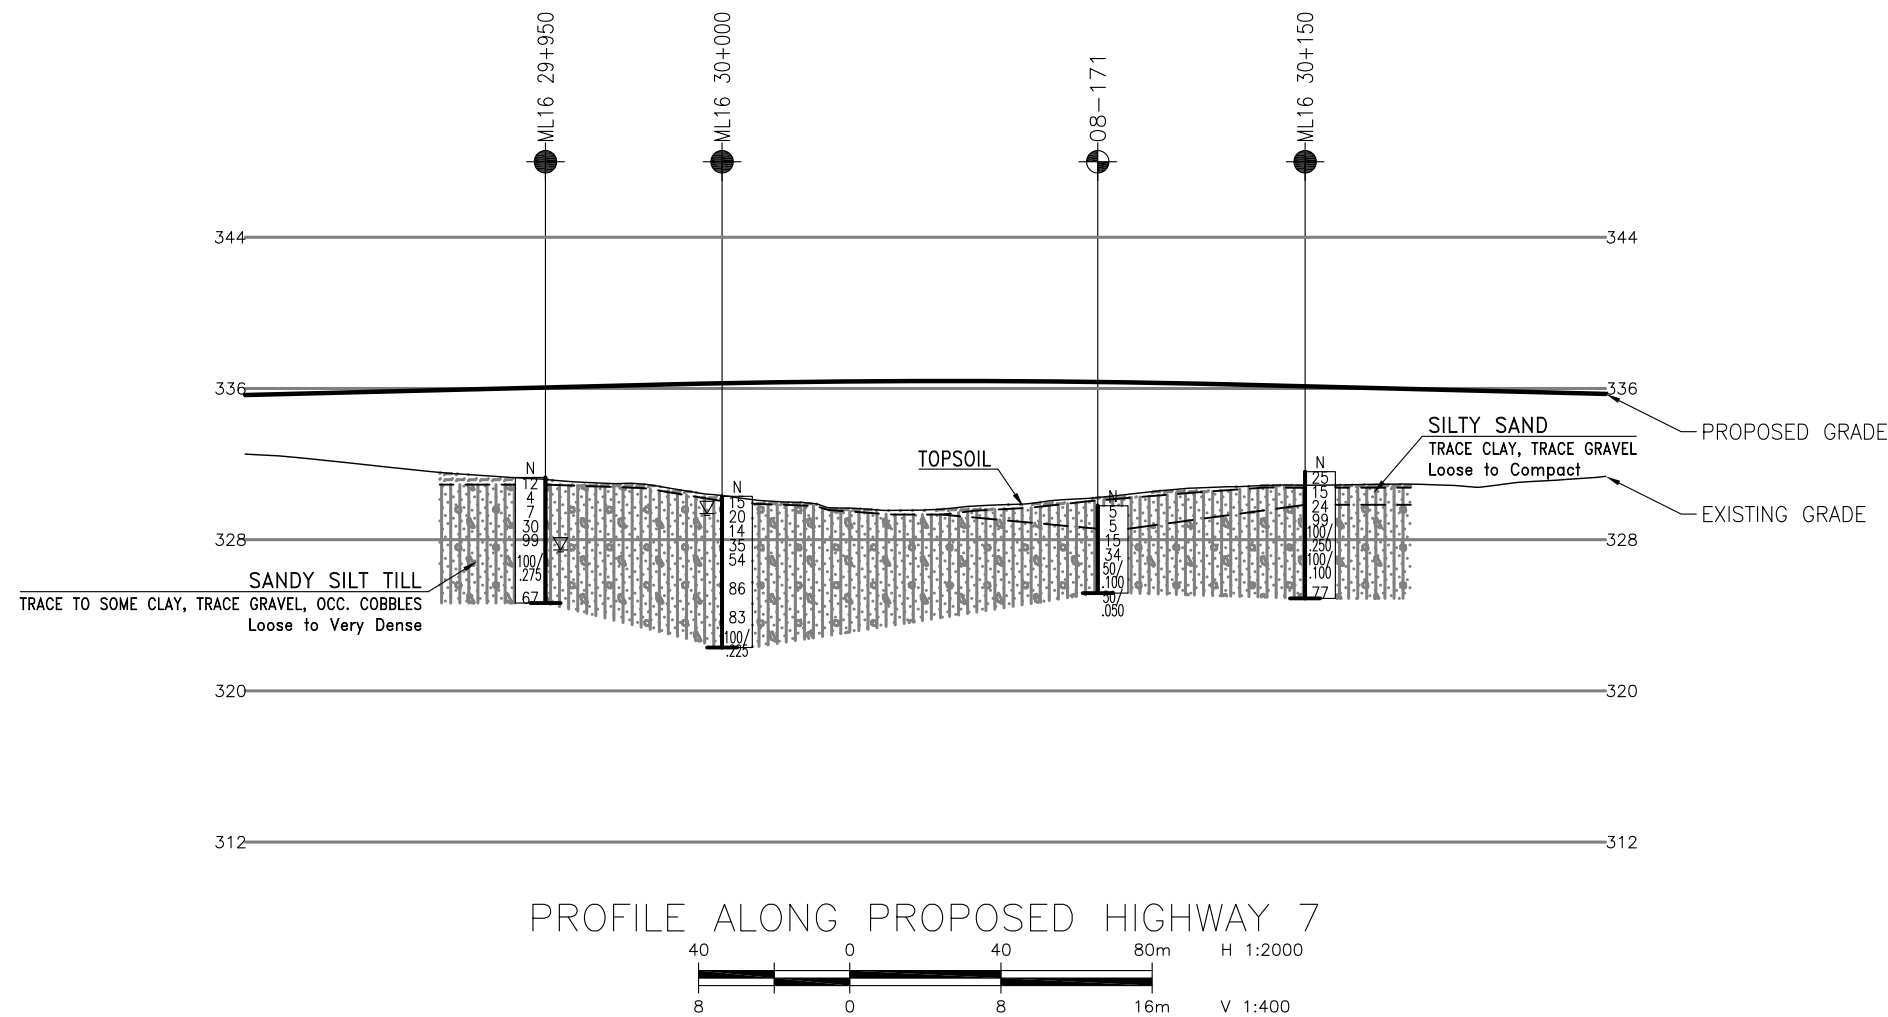 ML16 29+950
ML16 30+000
08-171
ML16 30+150
344 344
336 336
PROPOSED GRADE
SILTY SAND
TRACE CLAY, TRACE GRAVEL
Loose to Compact
TOPSOIL
EXISTING GRADE
N
12
4
7
30
99
100/
.275
67
N
15
20
14
35
54
86
83
100/
.225
N
5
5
15
34
50/
.100
50/
.050
N
25
15
24
99
100/
.250
100/
.100
77
328 328
SANDY SILT TILL
TRACE TO SOME CLAY, TRACE GRAVEL, OCC. COBBLES
Loose to Very Dense
320 320
312 312
PROFILE ALONG PROPOSED HIGHWAY 7
40 0 40 80m H 1:2000
8 0 8 16m V 1:400